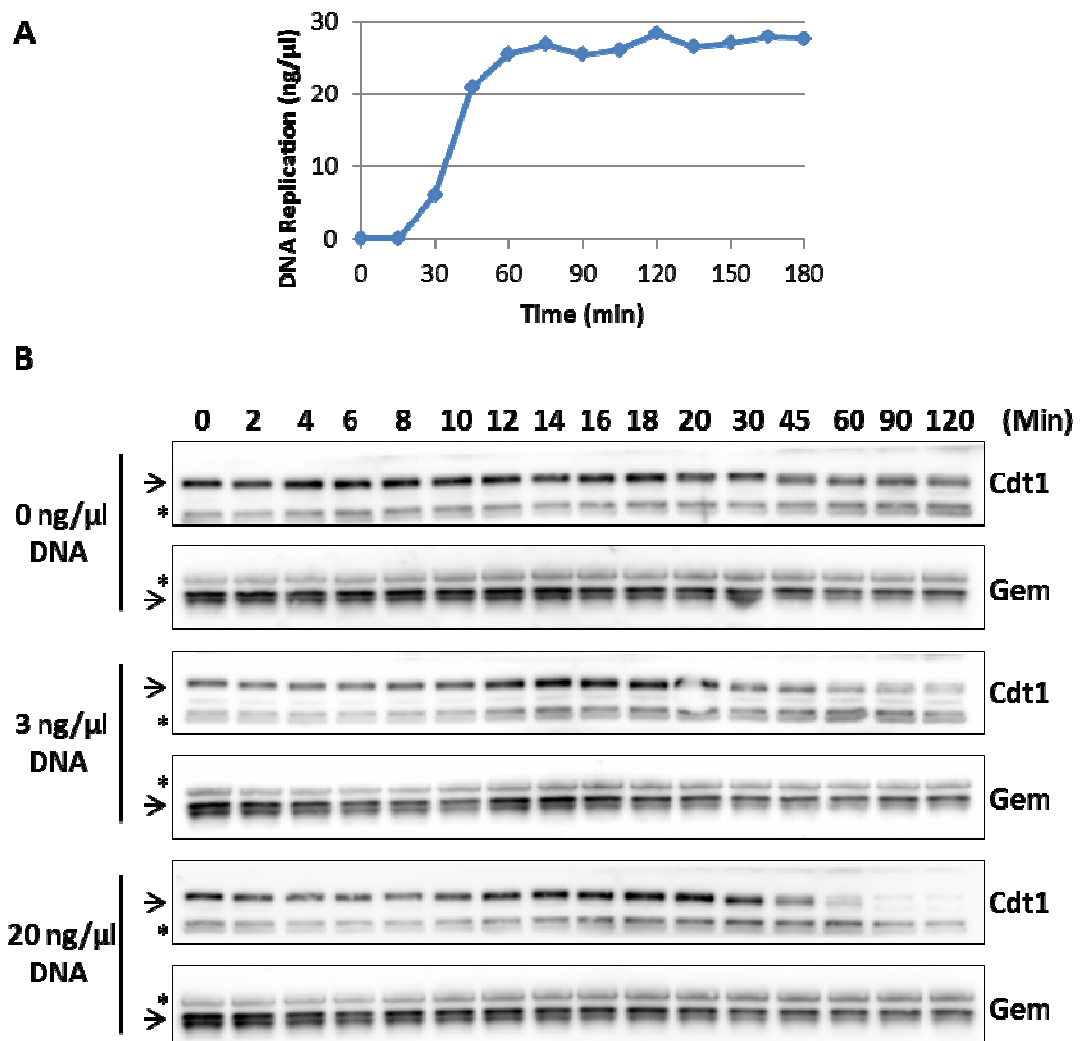 A
DNA Replication (ng/µl)
30
20
10
0
0 30 60 90 120 150 180
Time (min)
B
0 2 4 6 8 10 12 14 16 18 20 30 45 60 90 120 (Min)
0 ng/µl
DNA
* Cdt1
* Gem
3 ng/µl
DNA
* Cdt1
* Gem
20 ng/µl
DNA
* Cdt1
* Gem